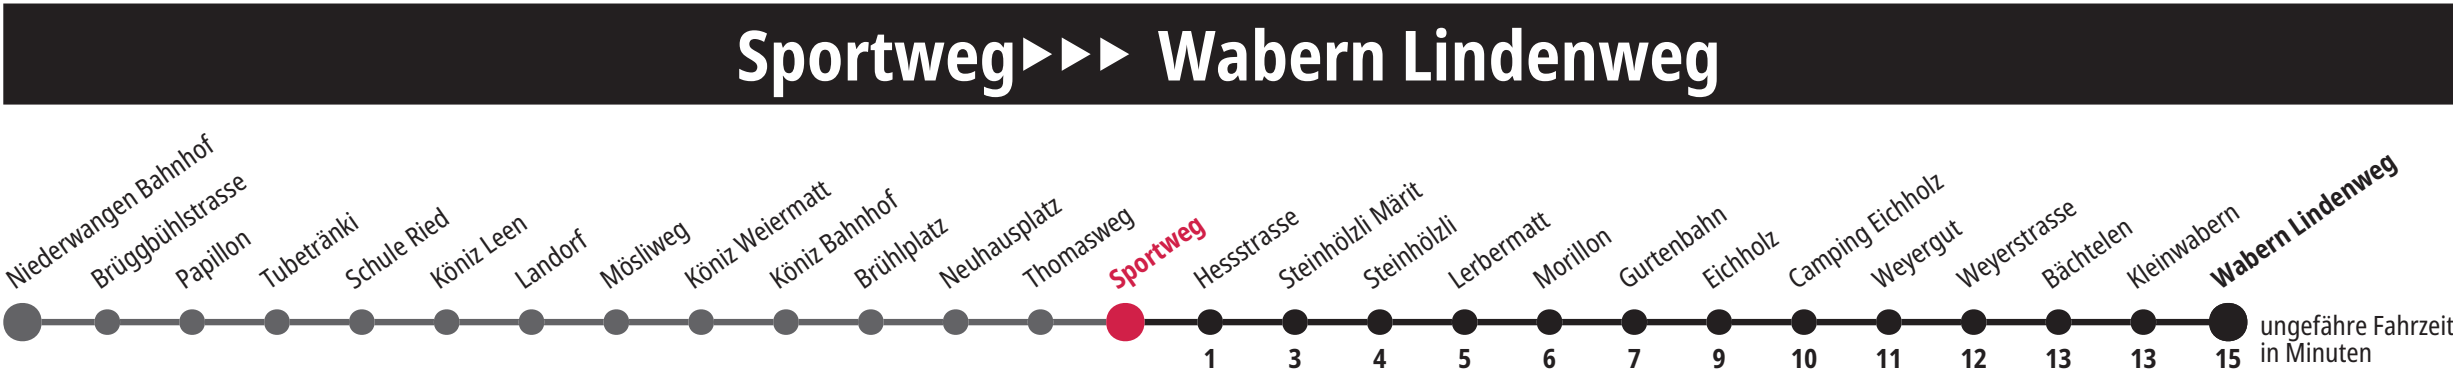 Sportweg▶▶▶ Wabern Lindenweg
Niederwangen Bahnhof
Brüggbühlstrasse
Papillon
Tubetränki
Schule Ried
Köniz Leen
Landorf
Mösliweg
Köniz Weiermatt
Köniz Bahnhof
Brühlplatz
Neuhausplatz
Thomasweg
Sportweg
Hessstrasse
Steinhölzli Märit
Steinhölzli
Lerbermatt
Morillon
Gurtenbahn
Eichholz
Camping Eichholz
Weyergut
Weyerstrasse
Bächtelen
Kleinwabern
Wabern Lindenweg
1 3 4 5 6 7 9 10 11 12 13 13 15
ungefähre Fahrzeit
in Minuten